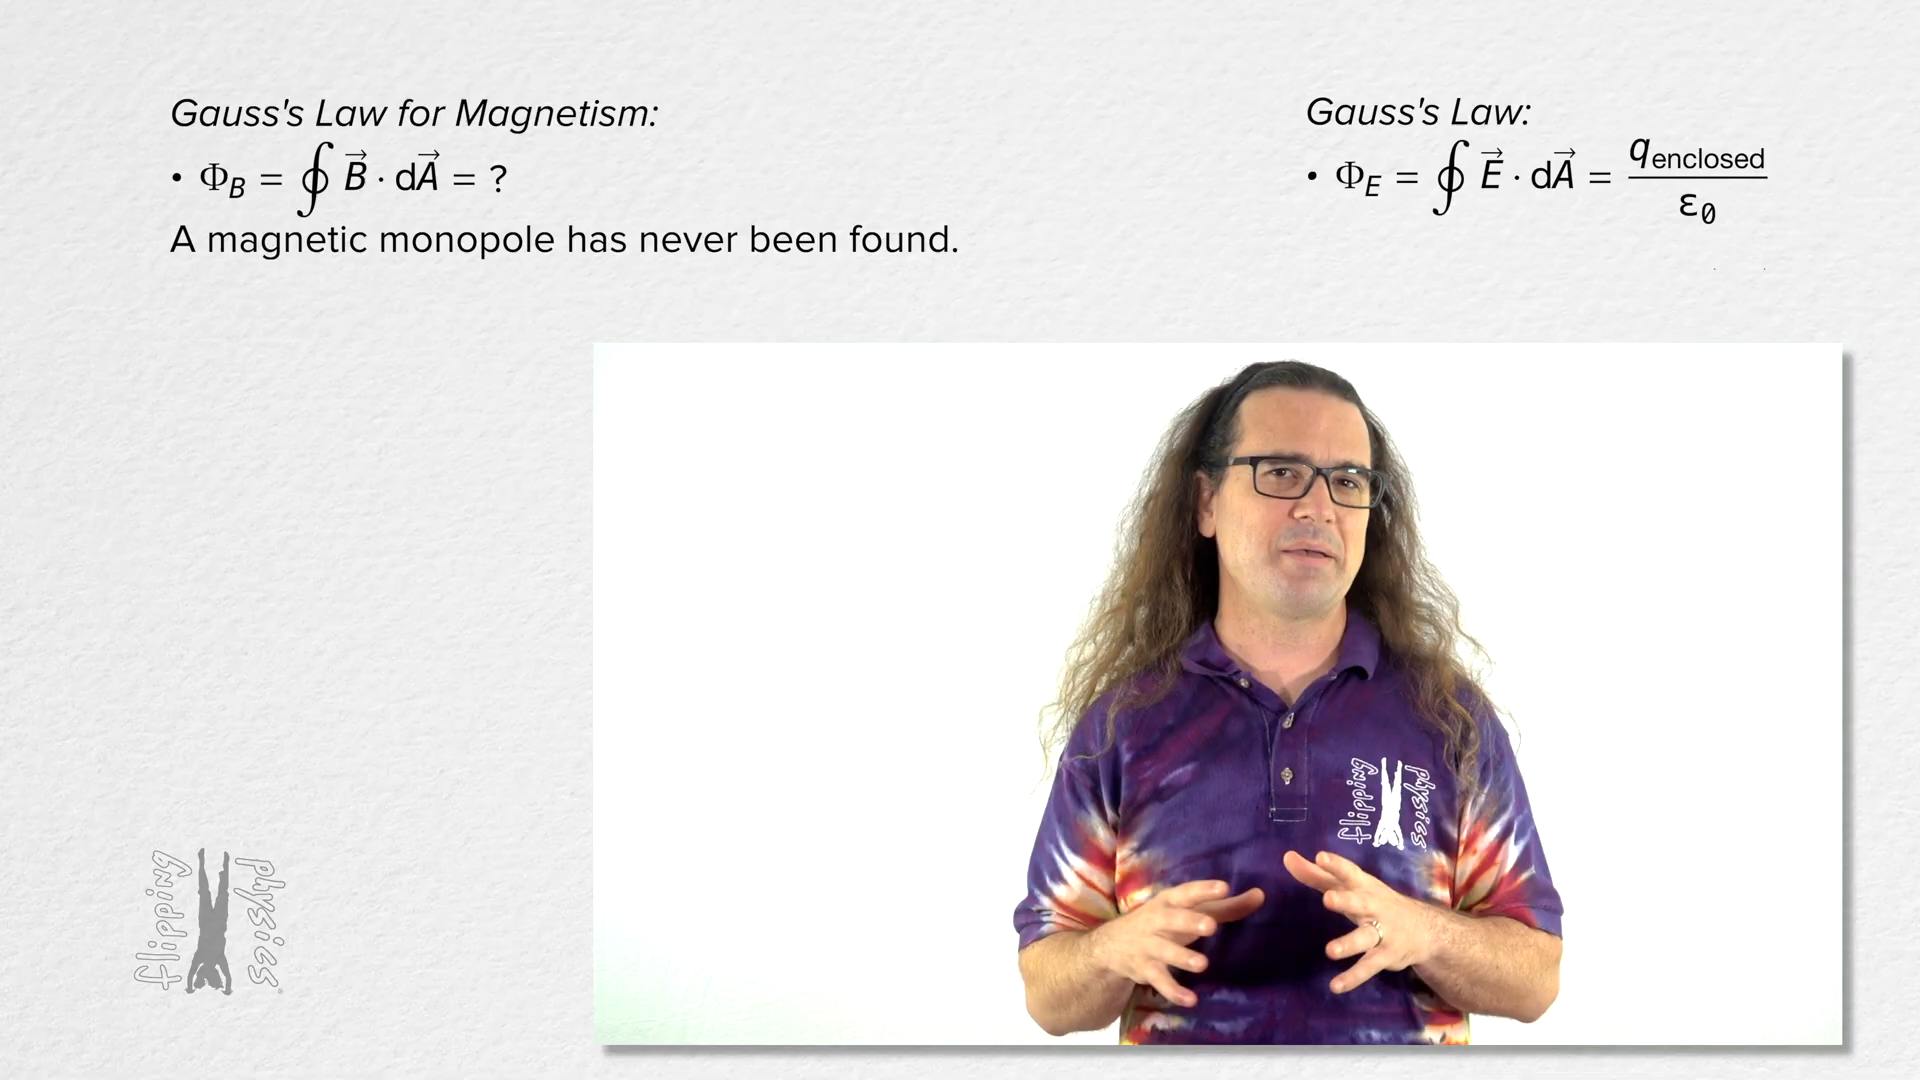 Gauss's Law for Magnetism:
• Φ_B = ∮ B⃗ · dA⃗ = ?
A magnetic monopole has never been found.
Gauss's Law:
• Φ_E = ∮ E⃗ · dA⃗ = q_enclosed / ε_0
flipping physics
flipping physics